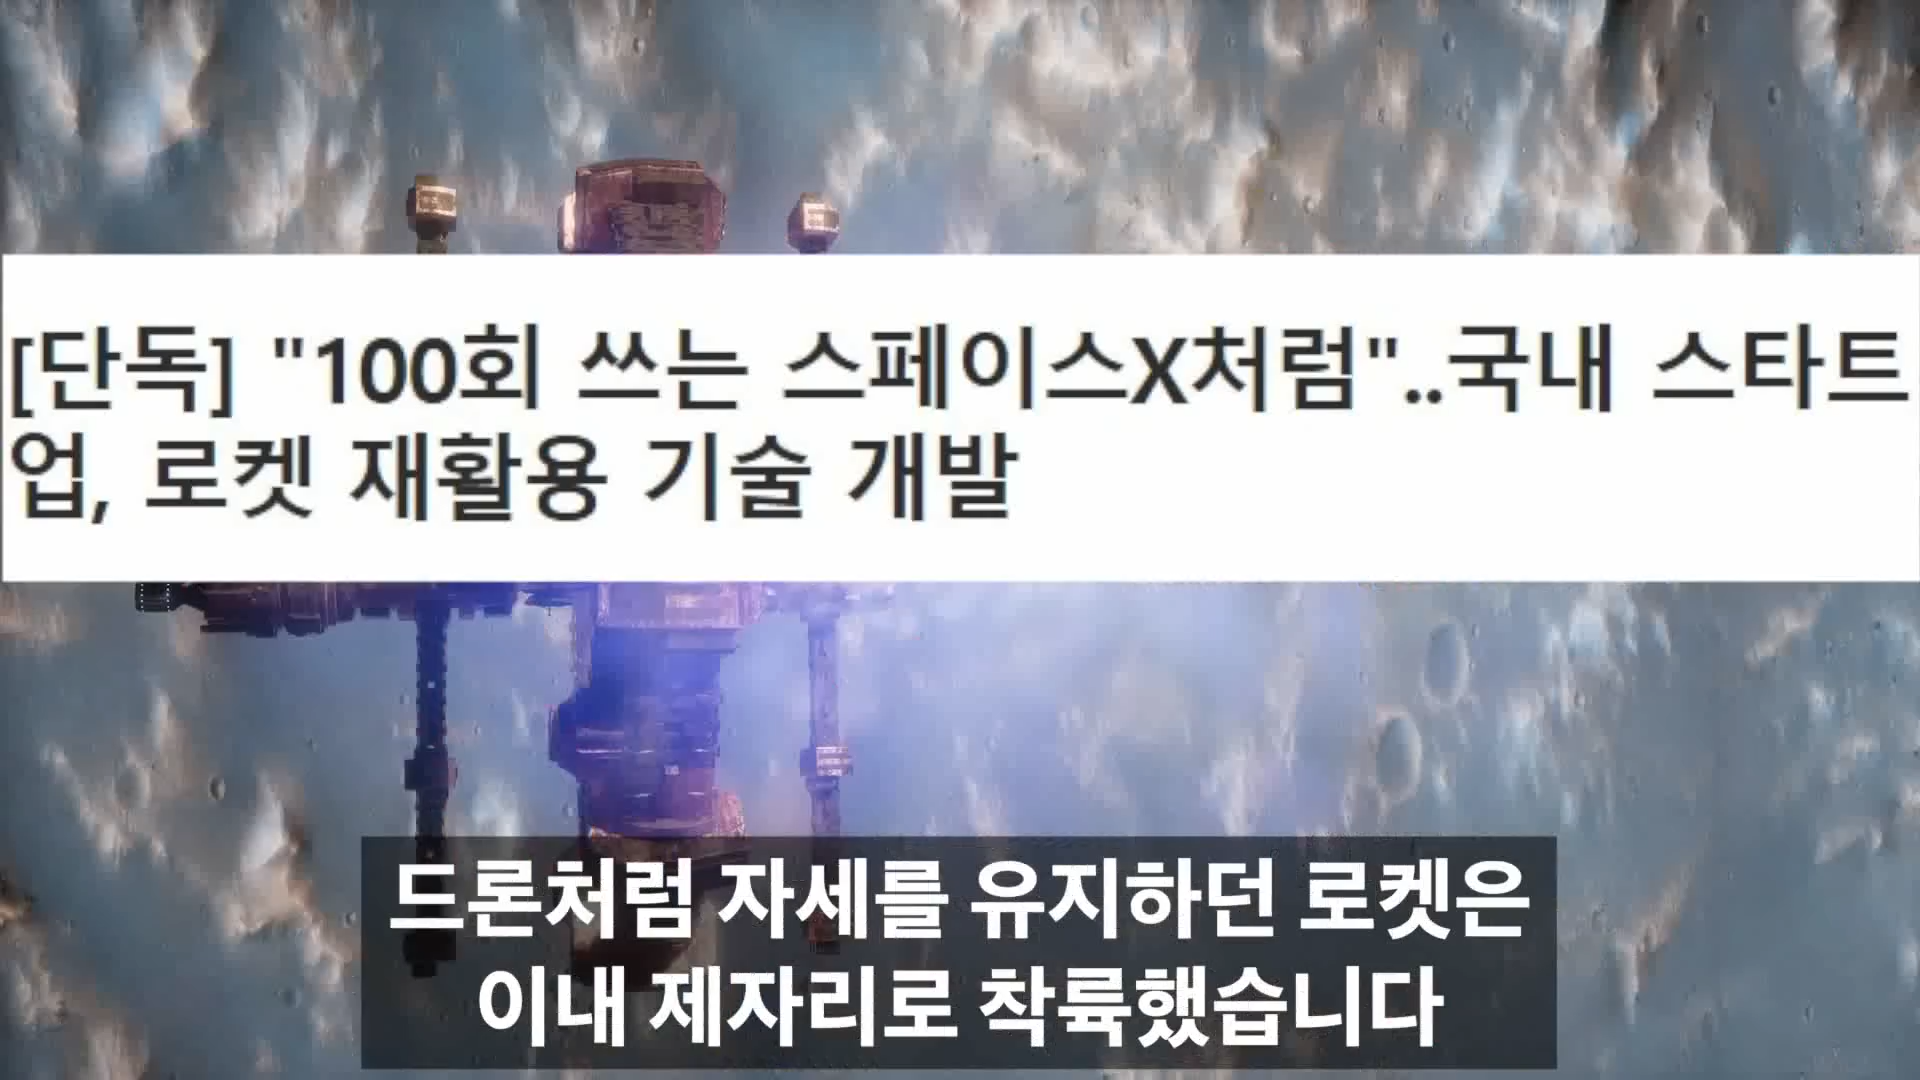 [단독] "100회 쓰는 스페이스X처럼"..국내 스타트
업, 로켓 재활용 기술 개발
드론처럼 자세를 유지하던 로켓은
이내 제자리로 착륙했습니다